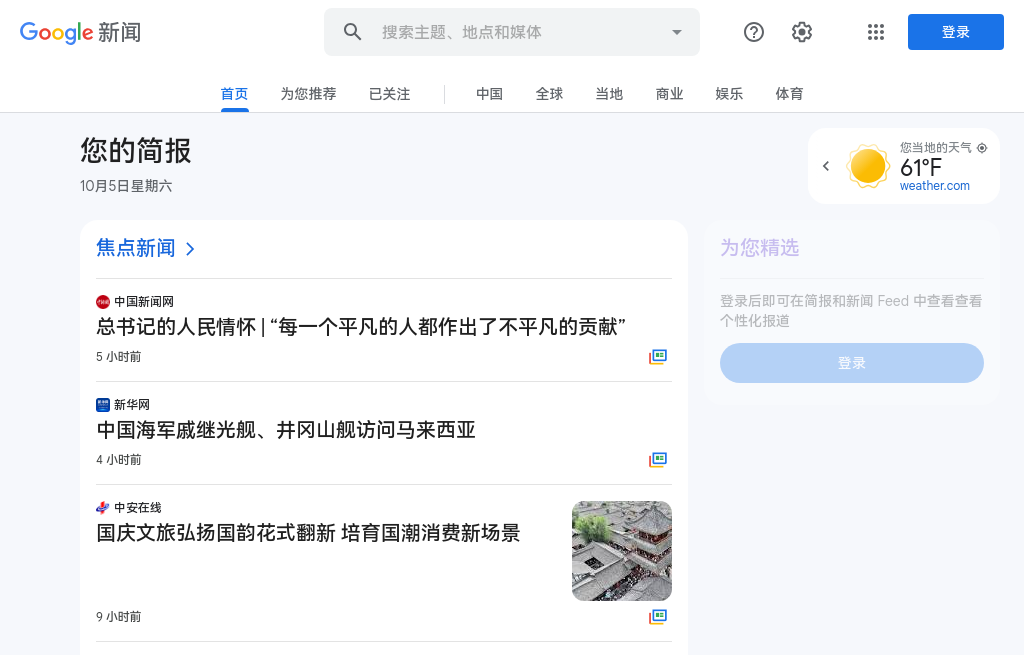 Google 新闻
搜索主题、地点和媒体
登录
首页
为您推荐
已关注
中国
全球
当地
商业
娱乐
体育
您的简报
10月5日星期六
您当地的天气
61°F
weather.com
焦点新闻
中国新闻网
总书记的人民情怀 | “每一个平凡的人都作出了不平凡的贡献”
5 小时前
新华网
中国海军戚继光舰、井冈山舰访问马来西亚
4 小时前
中安在线
国庆文旅弘扬国韵花式翻新 培育国潮消费新场景
9 小时前
为您精选
登录后即可在简报和新闻 Feed 中查看查看
个性化报道
登录